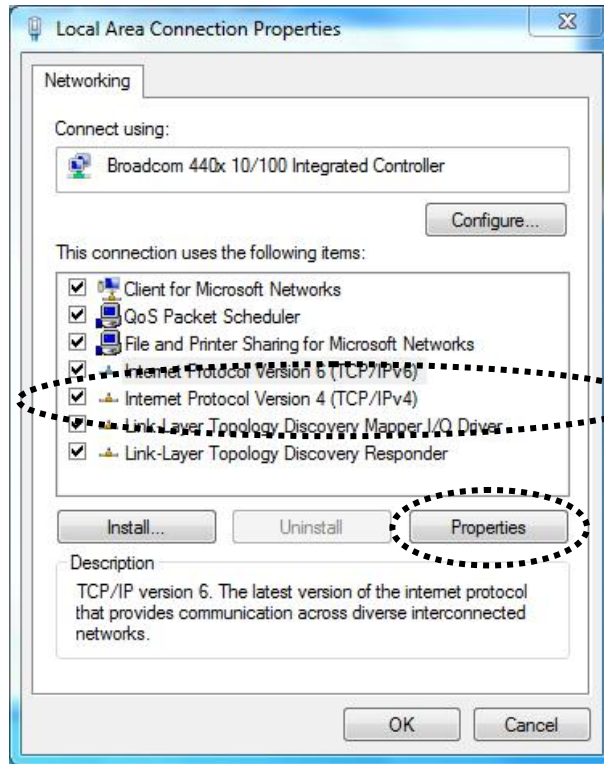 Local Area Connection Properties
Networking
Connect using:
Broadcom 440x 10/100 Integrated Controller
Configure...
This connection uses the following items:
Client for Microsoft Networks
QoS Packet Scheduler
File and Printer Sharing for Microsoft Networks
Internet Protocol Version 6 (TCP/IPv6)
Internet Protocol Version 4 (TCP/IPv4)
Link-Layer Topology Discovery Mapper I/O Driver
Link-Layer Topology Discovery Responder
Install... Uninstall Properties
Description
TCP/IP version 6. The latest version of the internet protocol
that provides communication across diverse interconnected
networks.
OK Cancel